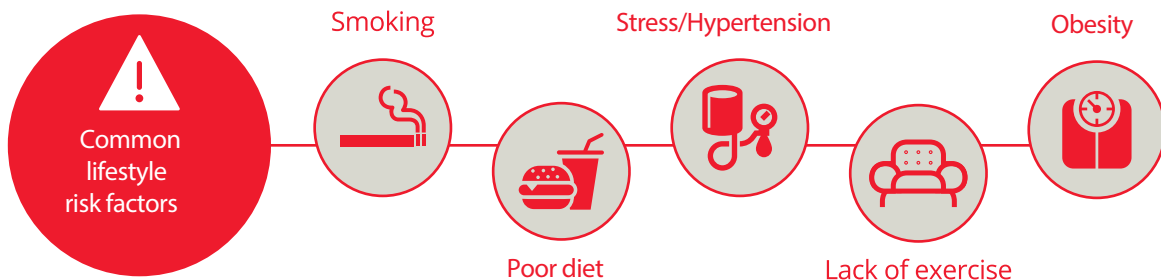 Common
lifestyle
risk factors
Smoking
Poor diet
Stress/Hypertension
Lack of exercise
Obesity